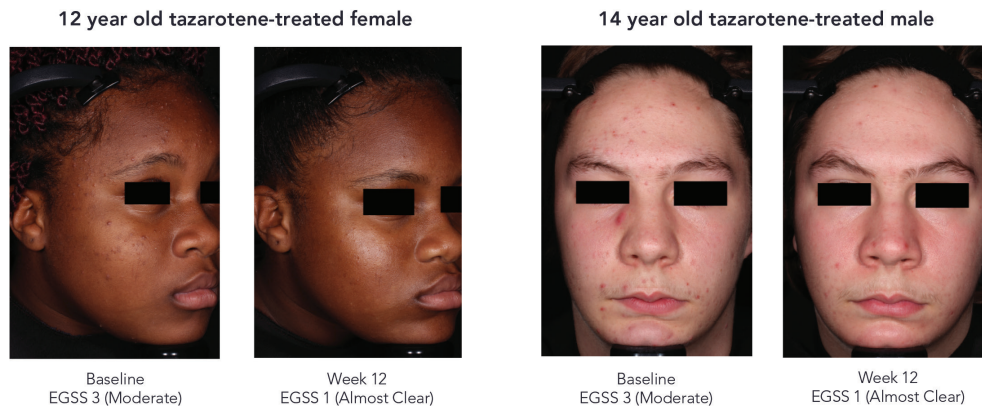 12 year old tazarotene-treated female
14 year old tazarotene-treated male
Baseline
EGSS 3 (Moderate)
Week 12
EGSS 1 (Almost Clear)
Baseline
EGSS 3 (Moderate)
Week 12
EGSS 1 (Almost Clear)